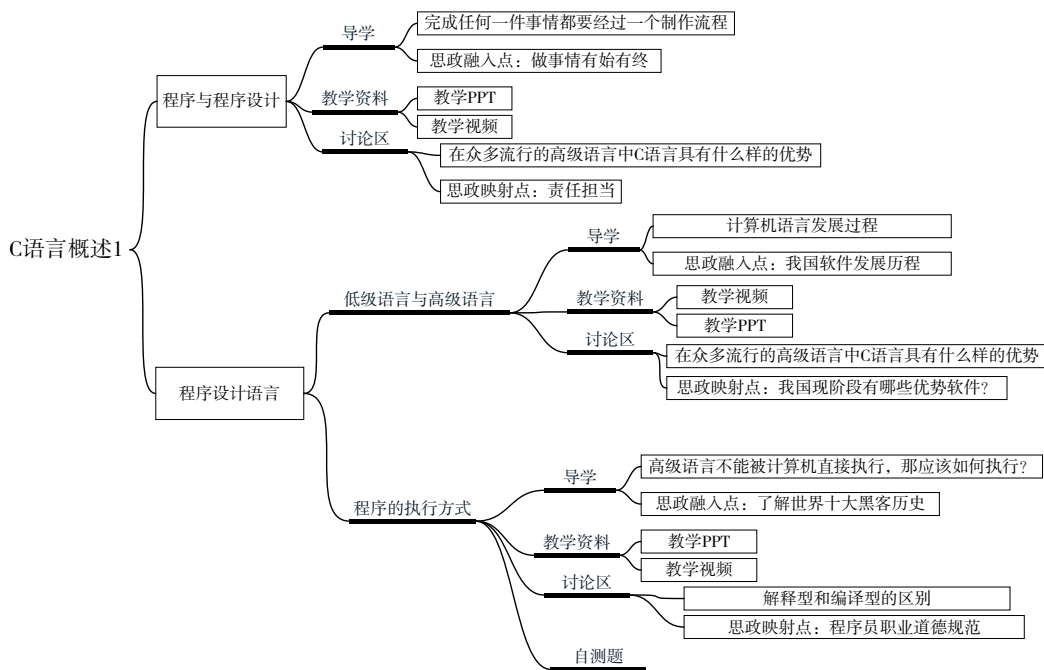 C语言概述1
程序与程序设计
导学
完成任何一件事情都要经过一个制作流程
思政融入点：做事情有始有终
教学资料
教学PPT
教学视频
讨论区
在众多流行的高级语言中C语言具有什么样的优势
思政映射点：责任担当
程序设计语言
低级语言与高级语言
导学
计算机语言发展过程
思政融入点：我国软件发展历程
教学资料
教学视频
教学PPT
讨论区
在众多流行的高级语言中C语言具有什么样的优势
思政映射点：我国现阶段有哪些优势软件?
程序的执行方式
导学
高级语言不能被计算机直接执行，那应该如何执行?
思政融入点：了解世界十大黑客历史
教学资料
教学PPT
教学视频
讨论区
解释型和编译型的区别
思政映射点：程序员职业道德规范
自测题